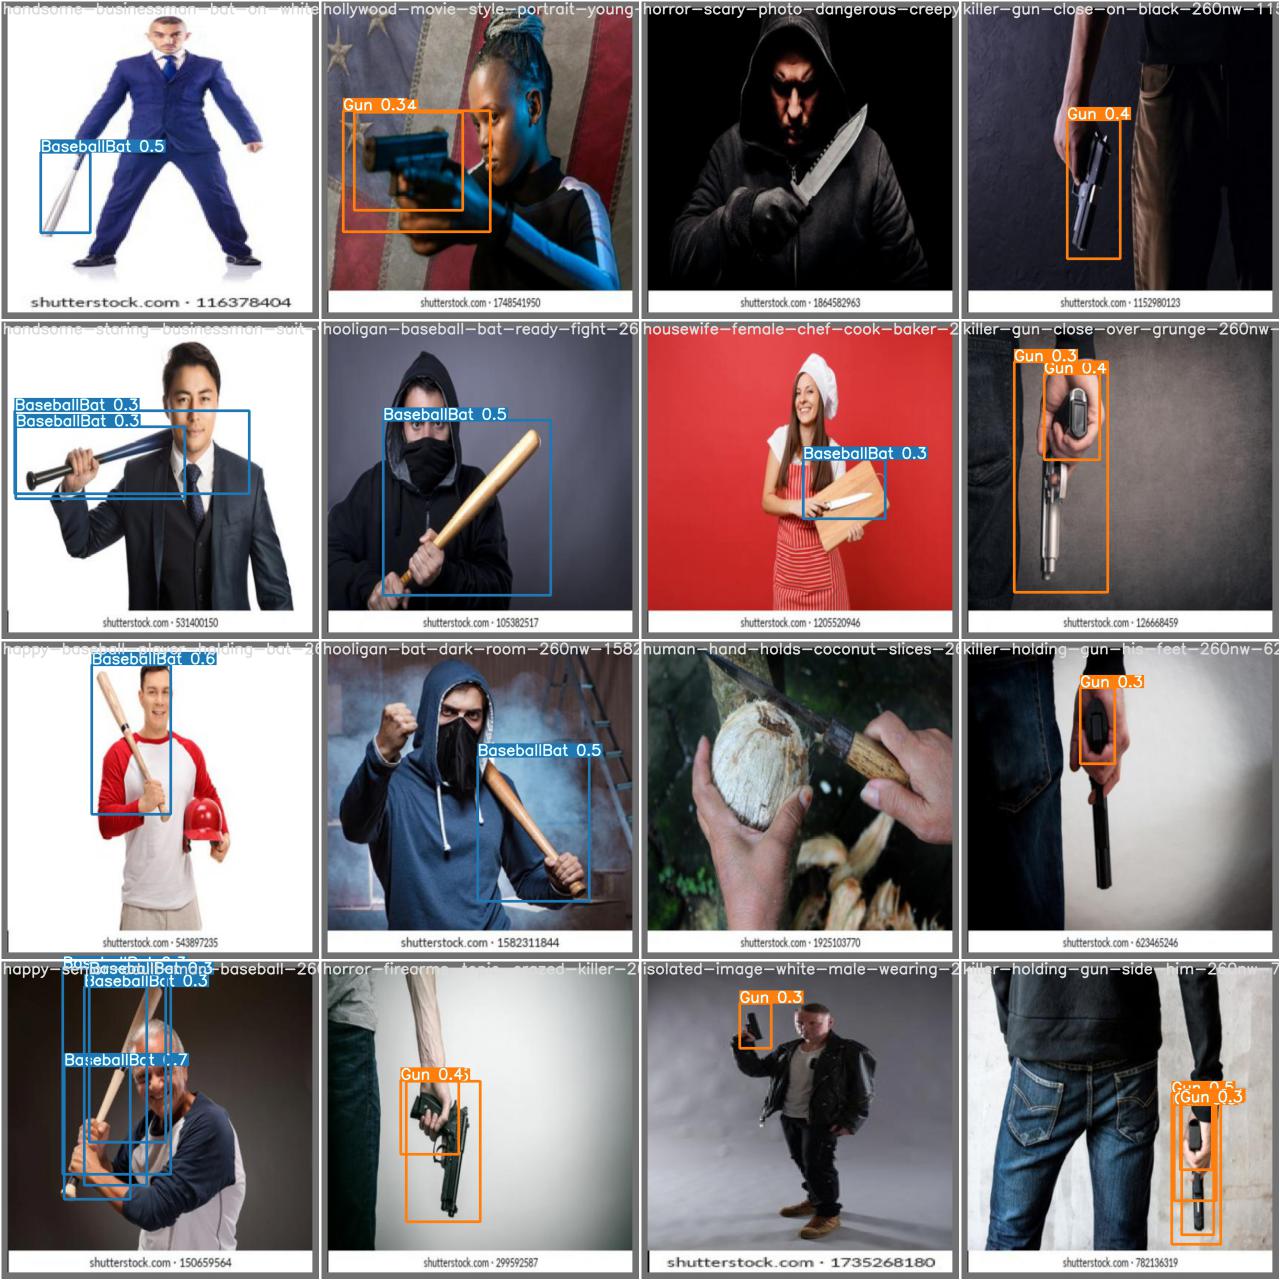 handsome-businessman-bat-on-white
BaseballBat 0.5
shutterstock.com · 116378404
hollywood-movie-style-portrait-young-
Gun 0.34
shutterstock.com · 1748541950
horror-scary-photo-dangerous-creepy
shutterstock.com · 1864582963
killer-gun-close-on-black-260nw-115
Gun 0.4
shutterstock.com · 1152980123
handsome-staring-businessman-suit-
BaseballBat 0.3
BaseballBat 0.3
shutterstock.com · 531400150
hooligan-baseball-bat-ready-fight-26
BaseballBat 0.5
shutterstock.com · 105382517
housewife-female-chef-cook-baker-2
BaseballBat 0.3
shutterstock.com · 1205520946
killer-gun-close-over-grunge-260nw-
Gun 0.3
Gun 0.4
shutterstock.com · 126668459
happy-baseball-player-holding-bat-26
BaseballBat 0.6
shutterstock.com · 543897235
hooligan-bat-dark-room-260nw-1582
BaseballBat 0.5
shutterstock.com · 1582311844
human-hand-holds-coconut-slices-26
shutterstock.com · 1925103770
killer-holding-gun-his-feet-260nw-62
Gun 0.3
shutterstock.com · 623465246
BaseballBat 0.3
BaseballBat 0.3
BaseballBat 0.7
shutterstock.com · 150659564
horror-firearms-topic-crazed-killer-2
Gun 0.4
shutterstock.com · 299592587
isolated-image-white-male-wearing-2
Gun 0.3
shutterstock.com · 1735268180
killer-holding-gun-side-him-260nw-7
Gun 0.5
Gun 0.3
shutterstock.com · 782136319